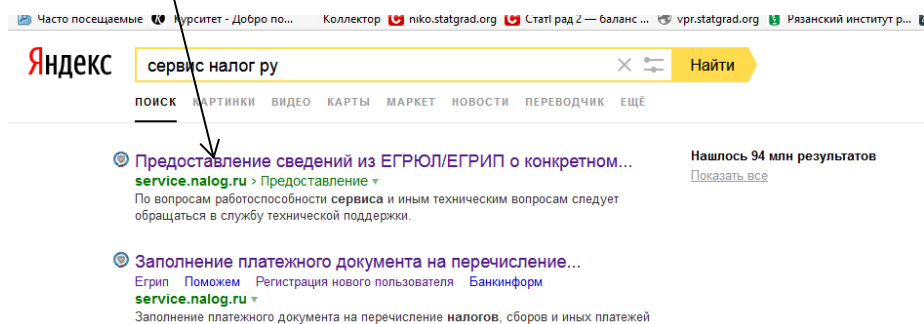 Часто посещаемые Курситет - Добро по... Коллектор niko.statgrad.org СтатГрад 2 — баланс ... vpr.statgrad.org Рязанский институт р...
Яндекс сервис налог ру Найти
ПОИСК КАРТИНКИ ВИДЕО КАРТЫ МАРКЕТ НОВОСТИ ПЕРЕВОДЧИК ЕЩЁ
Предоставление сведений из ЕГРЮЛ/ЕГРИП о конкретном...
service.nalog.ru › Предоставление
По вопросам работоспособности сервиса и иным техническим вопросам следует
обращаться в службу технической поддержки.
Нашлось 94 млн результатов
Показать все
Заполнение платежного документа на перечисление...
Егрип Поможем Регистрация нового пользователя Банкинформ
service.nalog.ru
Заполнение платежного документа на перечисление налогов, сборов и иных платежей